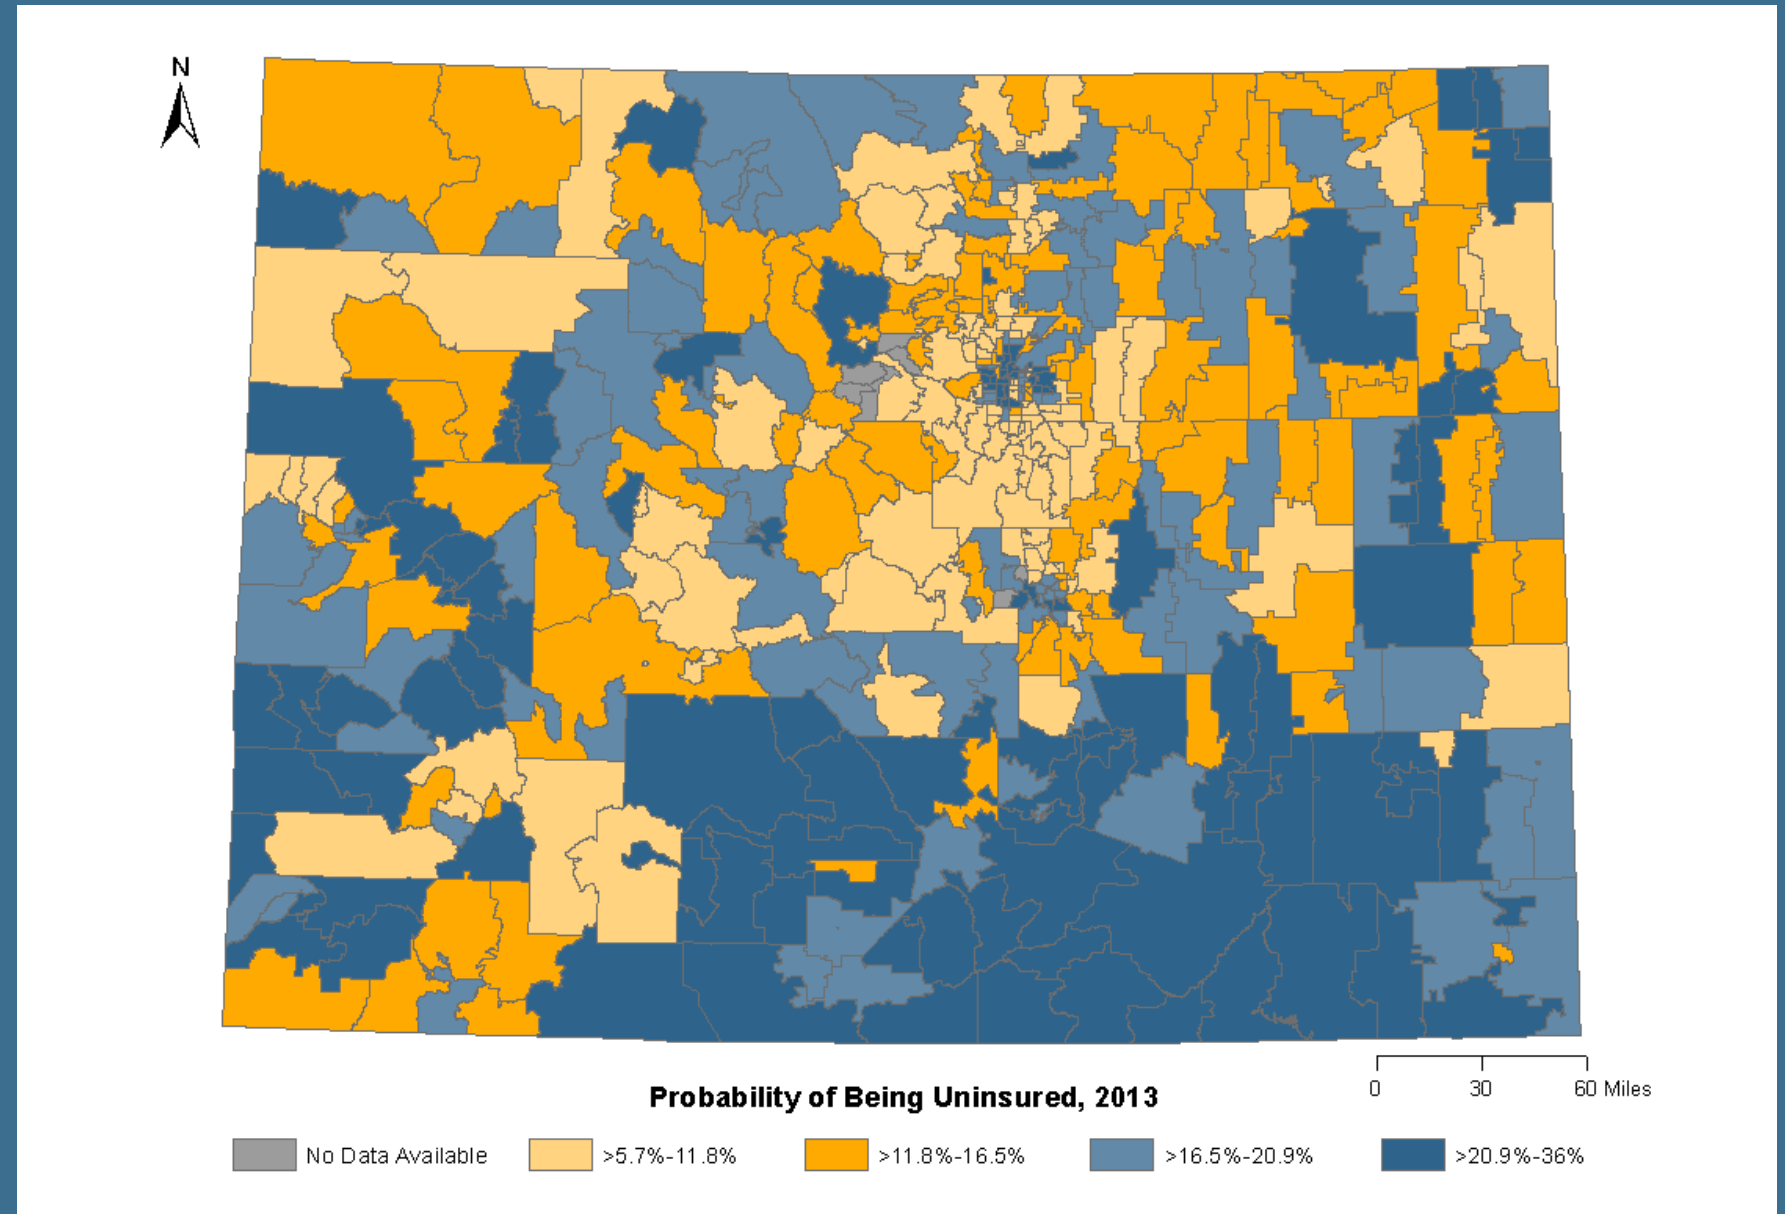 N
0 30 60 Miles
Probability of Being Uninsured, 2013
No Data Available >5.7%-11.8% >11.8%-16.5% >16.5%-20.9% >20.9%-36%